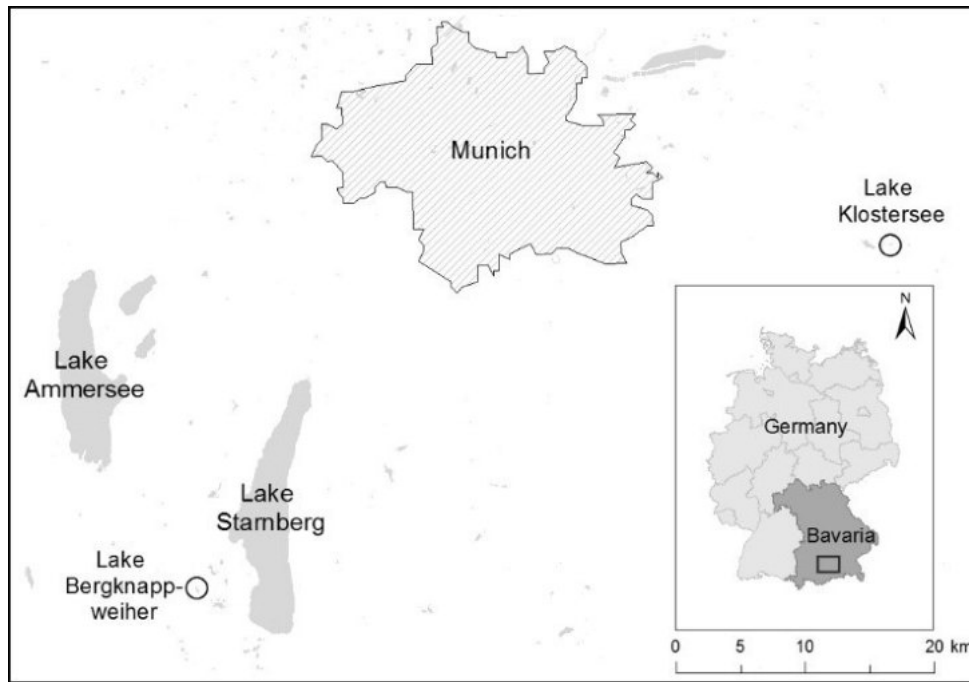 Munich
Lake
Klostersee
Lake
Ammersee
Lake
Starnberg
Lake
Bergknapp-
weiher
N
Germany
Bavaria
0 5 10 20 km